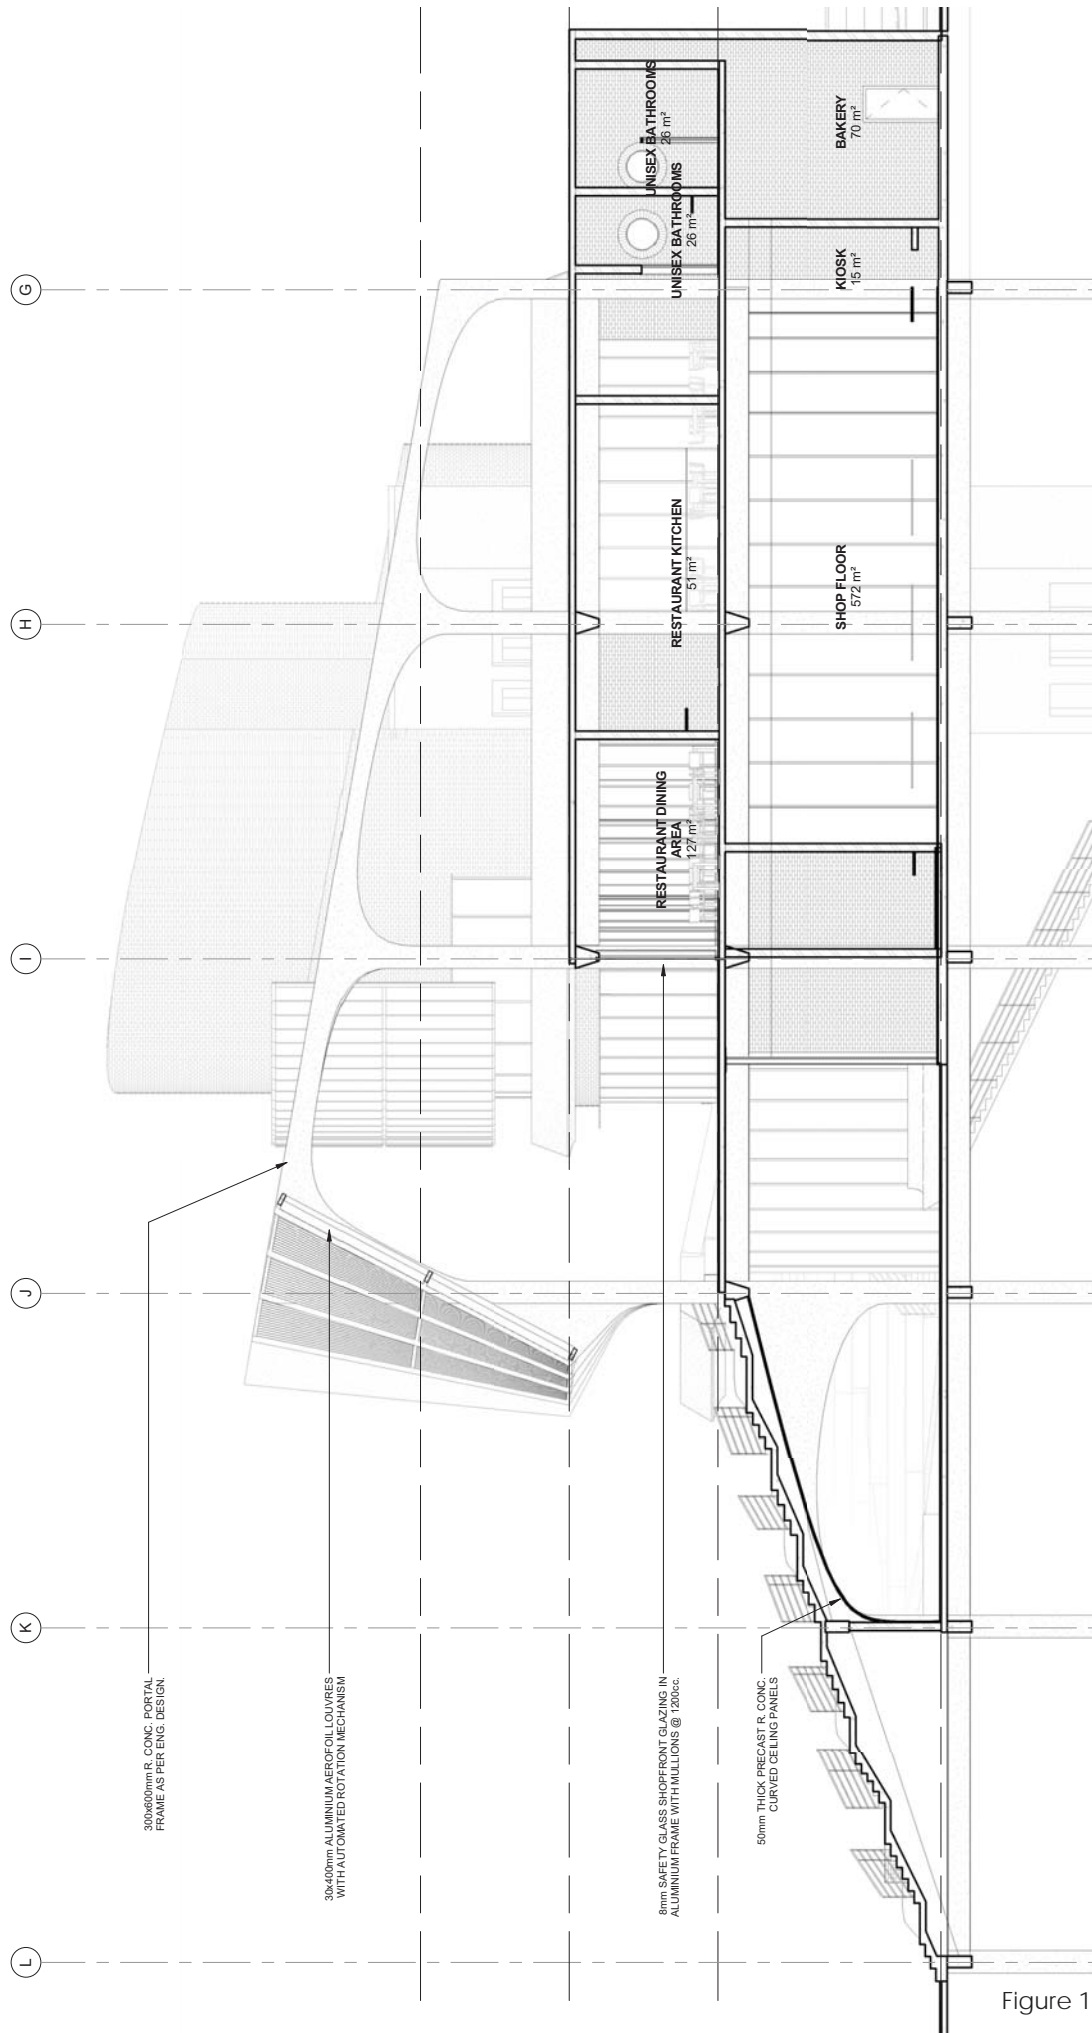 L
K
J
I
H
G
300x600mm R. CONC. PORTAL
FRAME AS PER ENG. DESIGN.
30x400mm ALUMINIUM AEROFOIL LOUVRES
WITH AUTOMATED ROTATION MECHANISM
8mm SAFETY GLASS SHOPFRONT GLAZING IN
ALUMINIUM FRAME WITH MULLIONS @ 1200cc.
50mm THICK PRECAST R. CONC.
CURVED CEILING PANELS
RESTAURANT DINING
AREA
127 m²
RESTAURANT KITCHEN
51 m²
UNISEX BATHROOMS
26 m²
UNISEX BATHROOMS
26 m²
SHOP FLOOR
572 m²
KIOSK
15 m²
BAKERY
70 m²
Figure 1